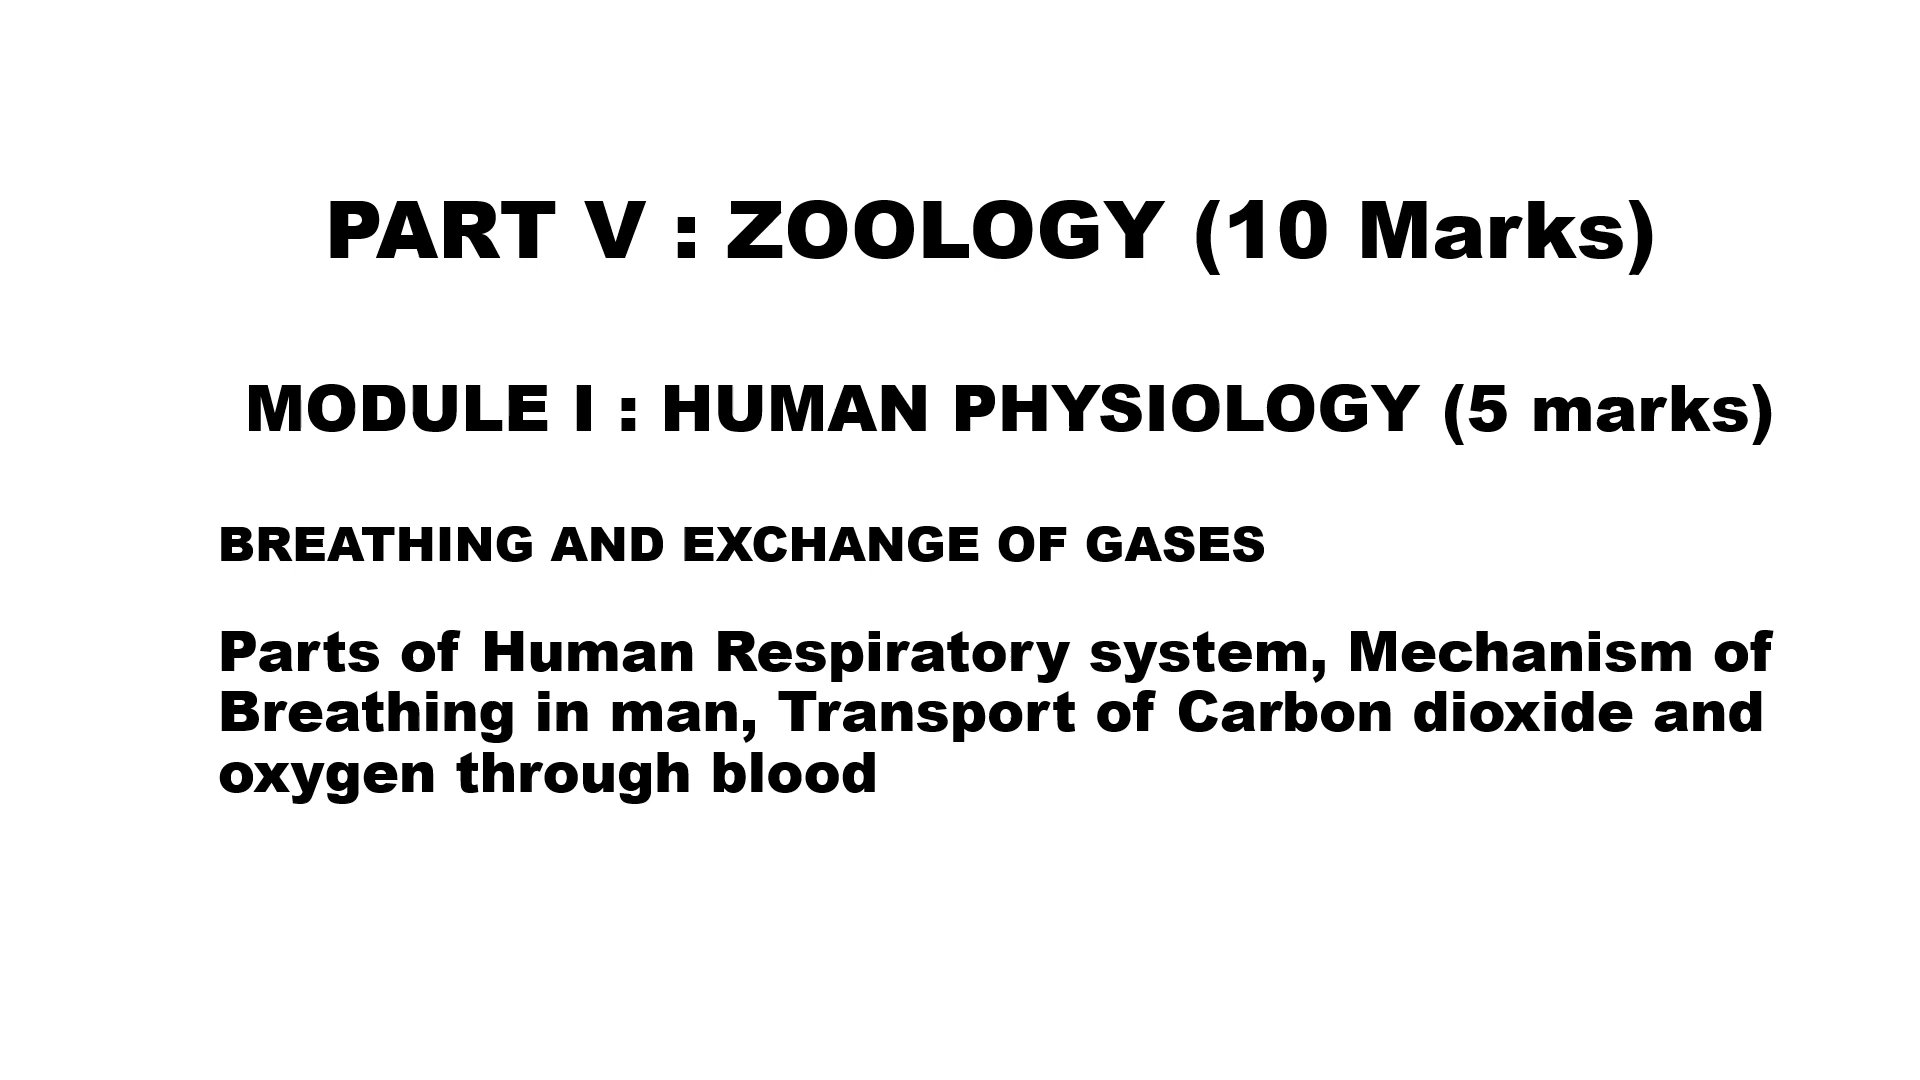 PART V : ZOOLOGY (10 Marks)
MODULE I : HUMAN PHYSIOLOGY (5 marks)
BREATHING AND EXCHANGE OF GASES
Parts of Human Respiratory system, Mechanism of
Breathing in man, Transport of Carbon dioxide and
oxygen through blood